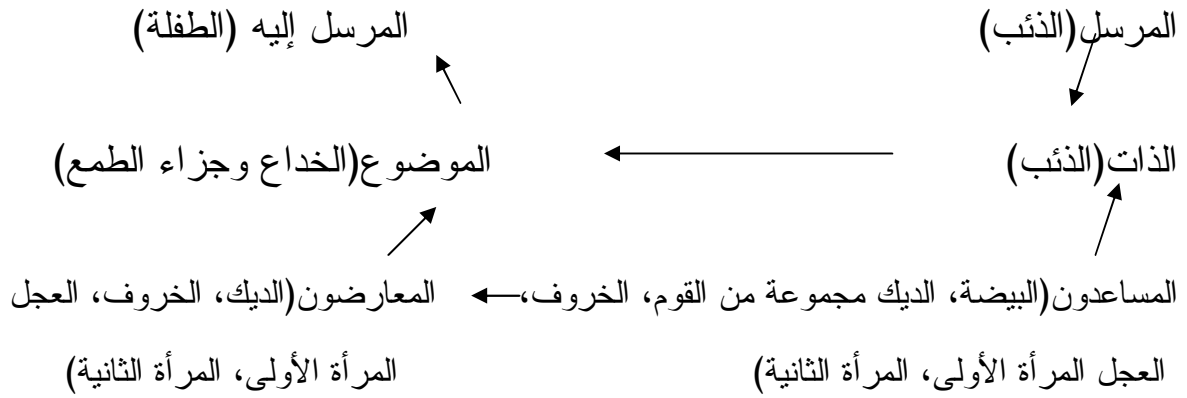 المرسل(الذئب) المرسل إليه (الطفلة)
الذات(الذئب) الموضوع(الخداع وجزاء الطمع)
المساعدون(البيضة، الديك مجموعة من القوم، الخروف، المعارضون(الديك، الخروف، العجل
العجل المرأة الأولى، المرأة الثانية) المرأة الأولى، المرأة الثانية)